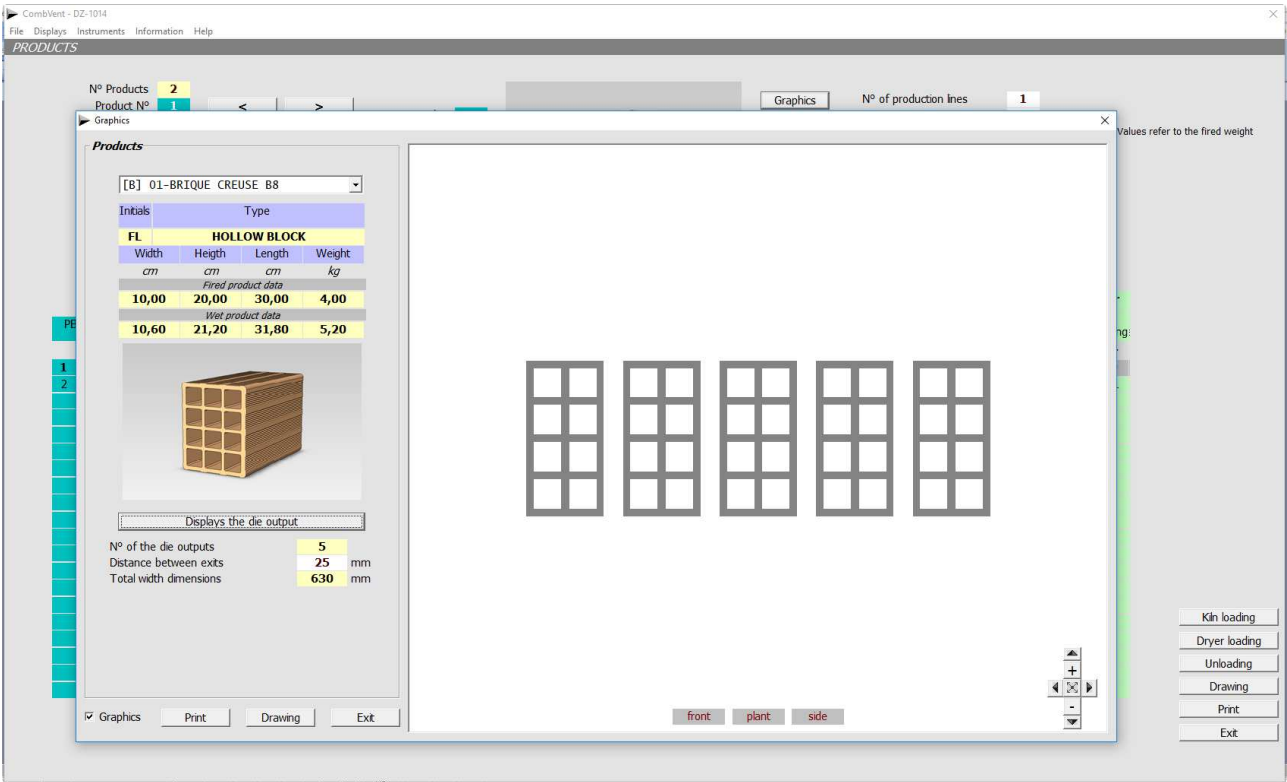 CombVent - DZ-1014
File Displays Instruments Information Help
PRODUCTS
Nº Products 2
Product Nº 1 < >
Graphics Nº of production lines 1
Values refer to the fired weight
Graphics
Products
[B] 01-BRIQUE CREUSE B8
Initials Type
FL HOLLOW BLOCK
Width Heigth Length Weight
cm cm cm kg
Fired product data
10,00 20,00 30,00 4,00
Wet product data
10,60 21,20 31,80 5,20
Displays the die output
Nº of the die outputs 5
Distance between exits 25 mm
Total width dimensions 630 mm
Graphics Print Drawing Exit
front plant side
+
-
1
2
Kiln loading
Dryer loading
Unloading
Drawing
Print
Exit